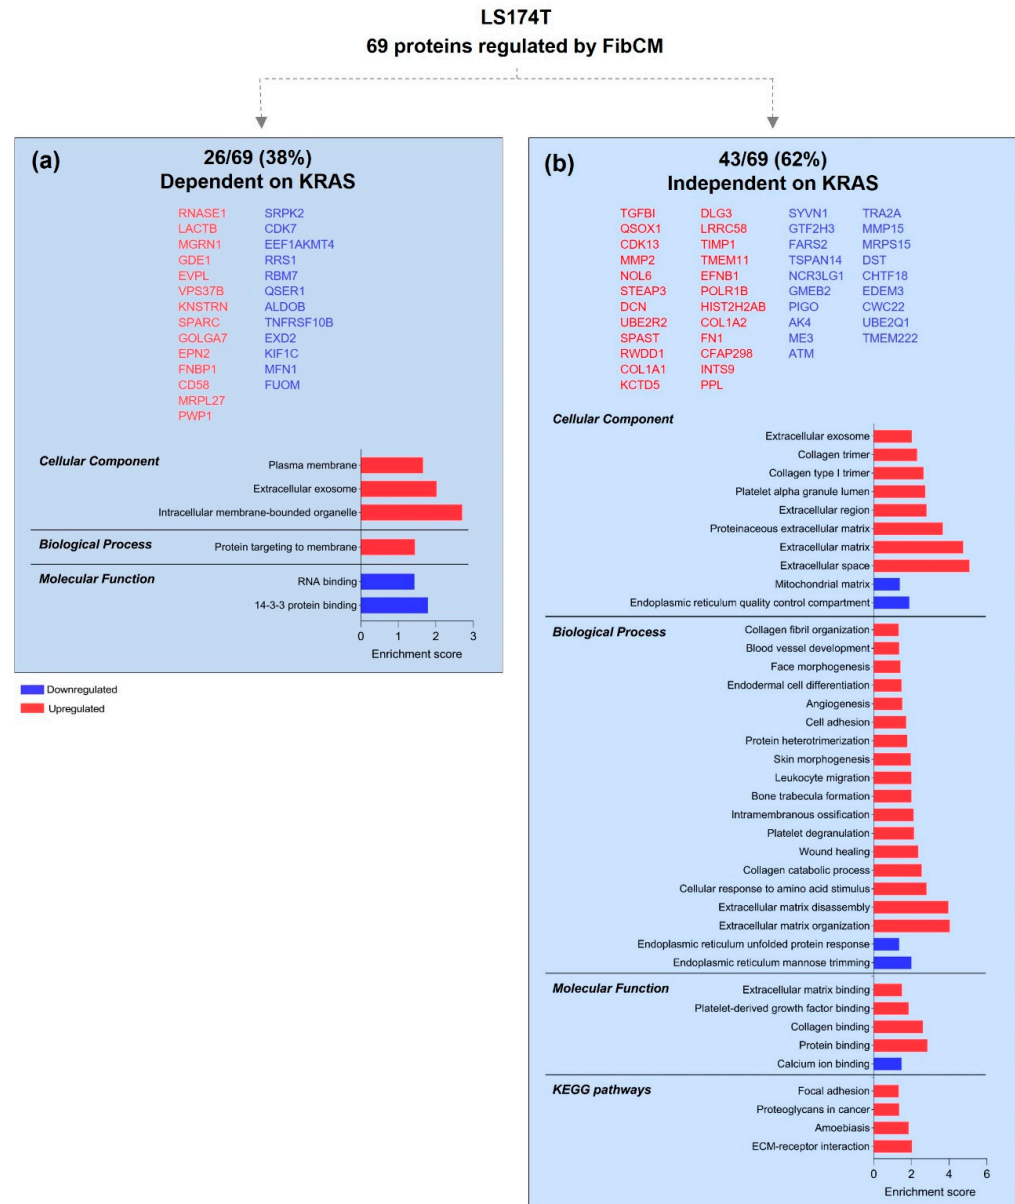 LS174T
69 proteins regulated by FibCM
(a)
26/69 (38%)
Dependent on KRAS
RNASE1 SRPK2
LACTB CDK7
MGRN1 EEF1AKMT4
GDE1 RRS1
EVPL RBM7
VPS37B QSER1
KNSTRN ALDOB
SPARC TNFRSF10B
GOLGA7 EXD2
EPN2 KIF1C
FNBP1 MFN1
CD58 FUOM
MRPL27
PWP1
Cellular Component
Plasma membrane
Extracellular exosome
Intracellular membrane-bounded organelle
Biological Process
Protein targeting to membrane
Molecular Function
RNA binding
14-3-3 protein binding
0 1 2 3
Enrichment score
Downregulated
Upregulated
(b)
43/69 (62%)
Independent on KRAS
TGFBI DLG3 SYVN1 TRA2A
QSOX1 LRRC58 GTF2H3 MMP15
CDK13 TIMP1 FARS2 MRPS15
MMP2 TMEM11 TSPAN14 DST
NOL6 EFNB1 NCR3LG1 CHTF18
STEAP3 POLR1B GMEB2 EDEM3
DCN HIST2H2AB PIGO CWC22
UBE2R2 COL1A2 AK4 UBE2Q1
SPAST FN1 ME3 TMEM222
RWDD1 CFAP298 ATM
COL1A1 INTS9
KCTD5 PPL
Cellular Component
Extracellular exosome
Collagen trimer
Collagen type I trimer
Platelet alpha granule lumen
Extracellular region
Proteinaceous extracellular matrix
Extracellular matrix
Extracellular space
Mitochondrial matrix
Endoplasmic reticulum quality control compartment
Biological Process
Collagen fibril organization
Blood vessel development
Face morphogenesis
Endodermal cell differentiation
Angiogenesis
Cell adhesion
Protein heterotrimerization
Skin morphogenesis
Leukocyte migration
Bone trabecula formation
Intramembranous ossification
Platelet degranulation
Wound healing
Collagen catabolic process
Cellular response to amino acid stimulus
Extracellular matrix disassembly
Extracellular matrix organization
Endoplasmic reticulum unfolded protein response
Endoplasmic reticulum mannose trimming
Molecular Function
Extracellular matrix binding
Platelet-derived growth factor binding
Collagen binding
Protein binding
Calcium ion binding
KEGG pathways
Focal adhesion
Proteoglycans in cancer
Amoebiasis
ECM-receptor interaction
0 2 4 6
Enrichment score